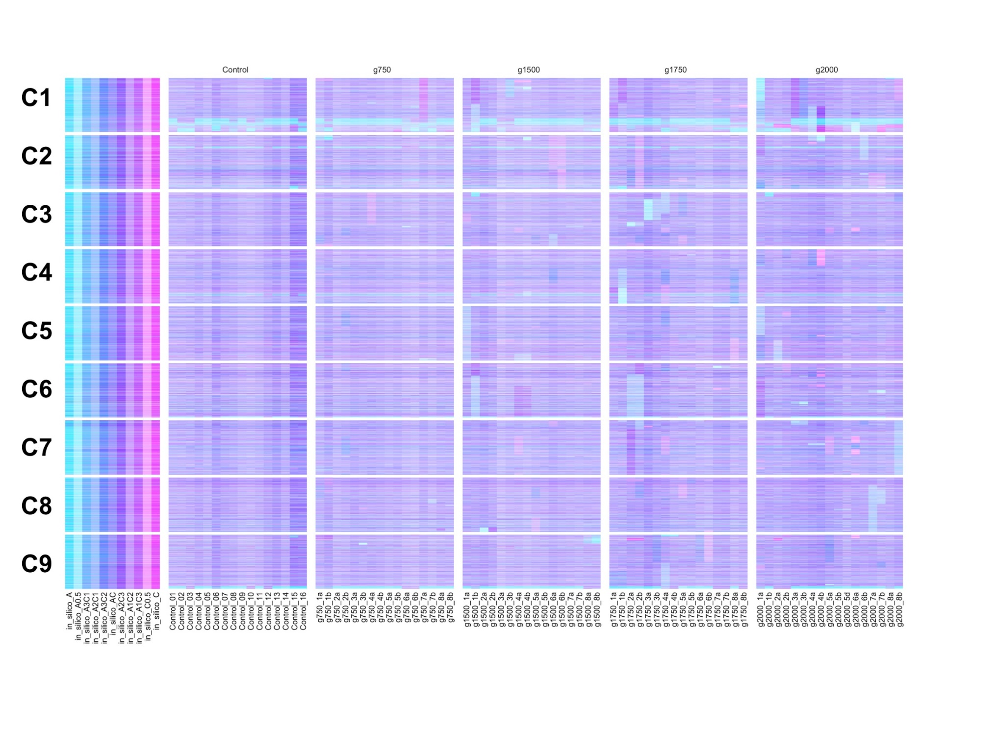 Control
g750
g1500
g1750
g2000
C1
C2
C3
C4
C5
C6
C7
C8
C9
in_silico_A
in_silico_A0.5
in_silico_A3C1
in_silico_A2C1
in_silico_A3C2
in_silico_AC
in_silico_A2C3
in_silico_A1C2
in_silico_A1C3
in_silico_C0.5
in_silico_C
Control_01
Control_02
Control_03
Control_04
Control_05
Control_06
Control_07
Control_08
Control_09
Control_10
Control_11
Control_12
Control_13
Control_14
Control_15
Control_16
g750_1a
g750_1b
g750_2a
g750_2b
g750_3a
g750_3b
g750_4a
g750_4b
g750_5a
g750_5b
g750_6a
g750_6b
g750_7a
g750_7b
g750_8a
g750_8b
g1500_1a
g1500_1b
g1500_2a
g1500_2b
g1500_3a
g1500_3b
g1500_4a
g1500_4b
g1500_5a
g1500_5b
g1500_6a
g1500_6b
g1500_7a
g1500_7b
g1500_8a
g1500_8b
g1750_1a
g1750_1b
g1750_2a
g1750_2b
g1750_3a
g1750_3b
g1750_4a
g1750_4b
g1750_5a
g1750_5b
g1750_6a
g1750_6b
g1750_7a
g1750_7b
g1750_8a
g1750_8b
g2000_1a
g2000_1b
g2000_2a
g2000_2b
g2000_3a
g2000_3b
g2000_4a
g2000_4b
g2000_5a
g2000_5b
g2000_5d
g2000_6a
g2000_6b
g2000_7a
g2000_7b
g2000_8a
g2000_8b